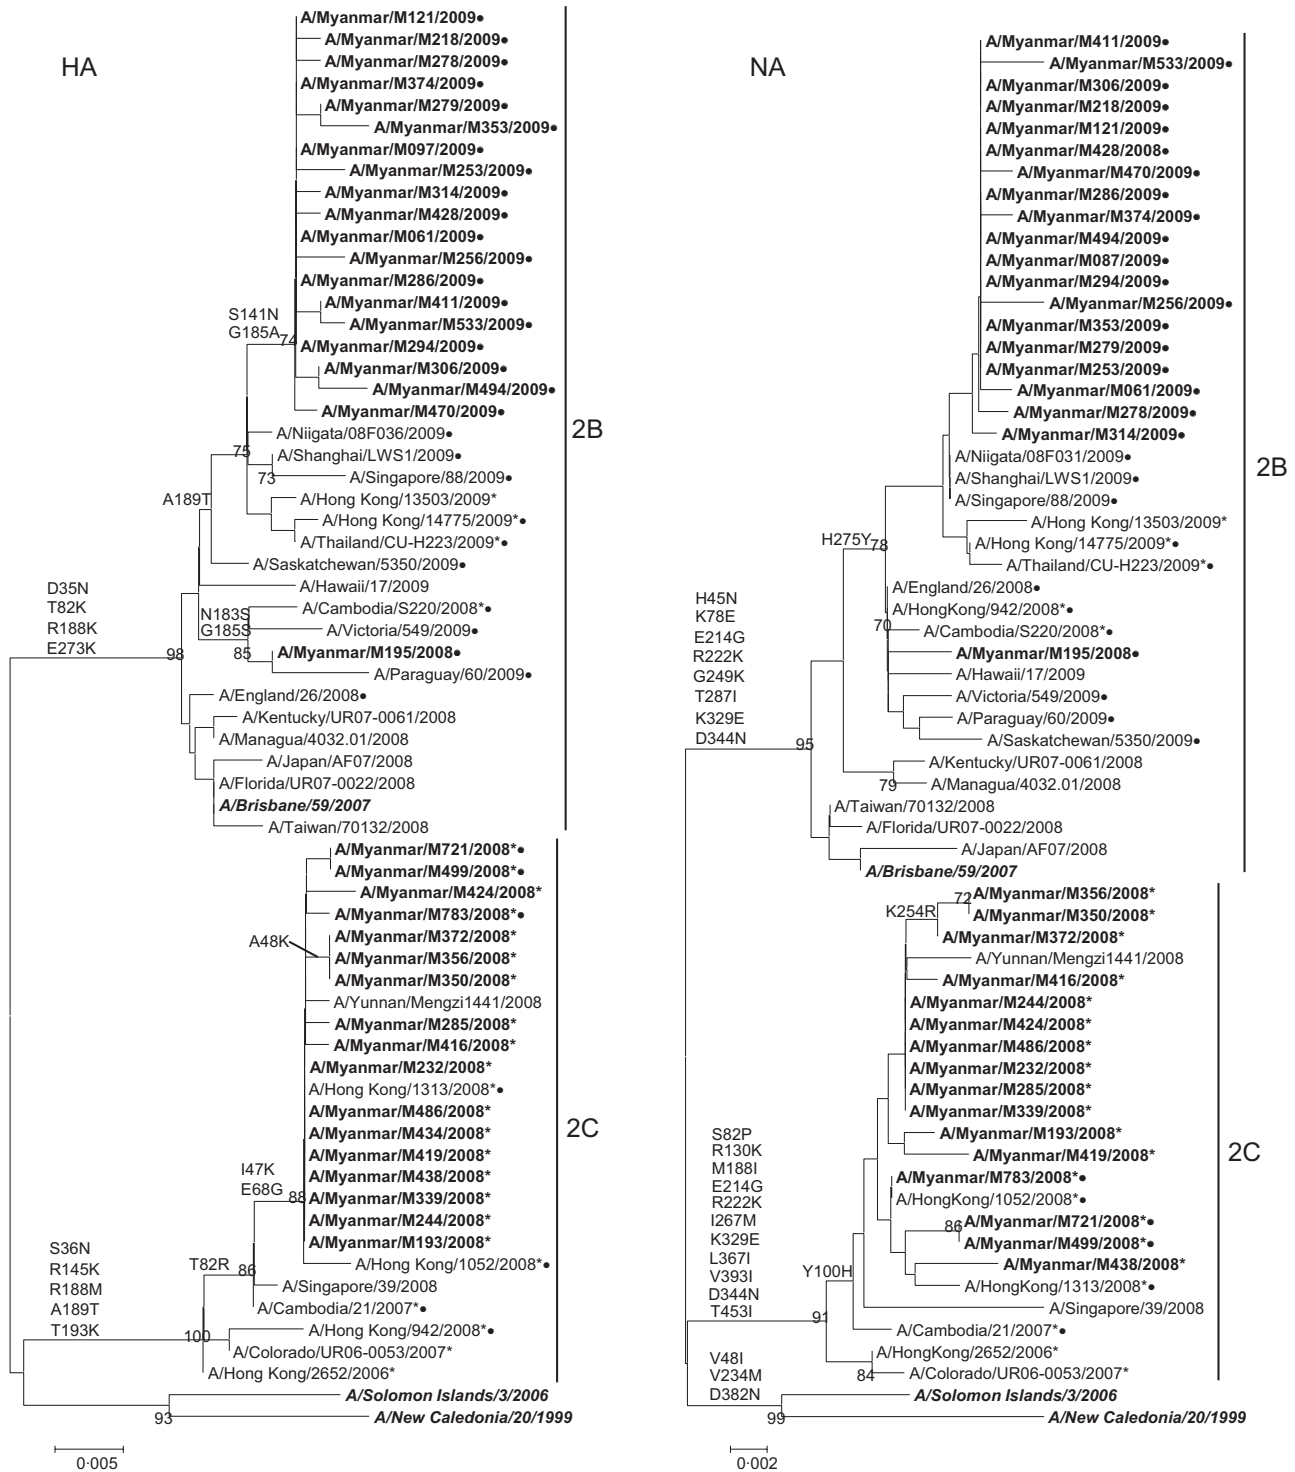 HA
A/Myanmar/M121/2009●
A/Myanmar/M218/2009●
A/Myanmar/M278/2009●
A/Myanmar/M374/2009●
A/Myanmar/M279/2009●
A/Myanmar/M353/2009●
A/Myanmar/M097/2009●
A/Myanmar/M253/2009●
A/Myanmar/M314/2009●
A/Myanmar/M428/2009●
A/Myanmar/M061/2009●
A/Myanmar/M256/2009●
A/Myanmar/M286/2009●
A/Myanmar/M411/2009●
A/Myanmar/M533/2009●
A/Myanmar/M294/2009●
A/Myanmar/M306/2009●
A/Myanmar/M494/2009●
A/Myanmar/M470/2009●
A/Niigata/08F036/2009●
A/Shanghai/LWS1/2009●
A/Singapore/88/2009●
A/Hong Kong/13503/2009*
A/Hong Kong/14775/2009*●
A/Thailand/CU-H223/2009*●
A/Saskatchewan/5350/2009●
A/Hawaii/17/2009
A/Cambodia/S220/2008*●
A/Victoria/549/2009●
A/Myanmar/M195/2008●
A/Paraguay/60/2009●
A/England/26/2008●
A/Kentucky/UR07-0061/2008
A/Managua/4032.01/2008
A/Japan/AF07/2008
A/Florida/UR07-0022/2008
A/Brisbane/59/2007
A/Taiwan/70132/2008
2B
S141N
G185A
74
75
73
A189T
N183S
G185S
85
D35N
T82K
R188K
E273K
98
A/Myanmar/M721/2008*●
A/Myanmar/M499/2008*●
A/Myanmar/M424/2008*
A/Myanmar/M783/2008*●
A/Myanmar/M372/2008*
A/Myanmar/M356/2008*
A/Myanmar/M350/2008*
A/Yunnan/Mengzi1441/2008
A/Myanmar/M285/2008*
A/Myanmar/M416/2008*
A/Myanmar/M232/2008*
A/Hong Kong/1313/2008*●
A/Myanmar/M486/2008*
A/Myanmar/M434/2008*
A/Myanmar/M419/2008*
A/Myanmar/M438/2008*
A/Myanmar/M339/2008*
A/Myanmar/M244/2008*
A/Myanmar/M193/2008*
A/Hong Kong/1052/2008*●
A/Singapore/39/2008
A/Cambodia/21/2007*●
A/Hong Kong/942/2008*●
A/Colorado/UR06-0053/2007*
A/Hong Kong/2652/2006*
2C
A48K
I47K
E68G
88
T82R
86
S36N
R145K
R188M
A189T
T193K
100
A/Solomon Islands/3/2006
A/New Caledonia/20/1999
93
0·005
NA
A/Myanmar/M411/2009●
A/Myanmar/M533/2009●
A/Myanmar/M306/2009●
A/Myanmar/M218/2009●
A/Myanmar/M121/2009●
A/Myanmar/M428/2008●
A/Myanmar/M470/2009●
A/Myanmar/M286/2009●
A/Myanmar/M374/2009●
A/Myanmar/M494/2009●
A/Myanmar/M087/2009●
A/Myanmar/M294/2009●
A/Myanmar/M256/2009●
A/Myanmar/M353/2009●
A/Myanmar/M279/2009●
A/Myanmar/M253/2009●
A/Myanmar/M061/2009●
A/Myanmar/M278/2009●
A/Myanmar/M314/2009●
A/Niigata/08F031/2009●
A/Shanghai/LWS1/2009●
A/Singapore/88/2009●
A/Hong Kong/13503/2009*
A/Hong Kong/14775/2009*●
A/Thailand/CU-H223/2009*●
A/England/26/2008●
A/HongKong/942/2008*●
A/Cambodia/S220/2008*●
A/Myanmar/M195/2008●
A/Hawaii/17/2009
A/Victoria/549/2009●
A/Paraguay/60/2009●
A/Saskatchewan/5350/2009●
A/Kentucky/UR07-0061/2008
A/Managua/4032.01/2008
A/Taiwan/70132/2008
A/Florida/UR07-0022/2008
A/Japan/AF07/2008
A/Brisbane/59/2007
2B
H275Y
78
70
79
H45N
K78E
E214G
R222K
G249K
T287I
K329E
D344N
95
A/Myanmar/M356/2008*
A/Myanmar/M350/2008*
A/Myanmar/M372/2008*
A/Yunnan/Mengzi1441/2008
A/Myanmar/M416/2008*
A/Myanmar/M244/2008*
A/Myanmar/M424/2008*
A/Myanmar/M486/2008*
A/Myanmar/M232/2008*
A/Myanmar/M285/2008*
A/Myanmar/M339/2008*
A/Myanmar/M193/2008*
A/Myanmar/M419/2008*
A/Myanmar/M783/2008*●
A/HongKong/1052/2008*●
A/Myanmar/M721/2008*●
A/Myanmar/M499/2008*●
A/Myanmar/M438/2008*
A/HongKong/1313/2008*●
A/Singapore/39/2008
A/Cambodia/21/2007*●
A/HongKong/2652/2006*
A/Colorado/UR06-0053/2007*
2C
K254R
72
86
Y100H
91
84
S82P
R130K
M188I
E214G
R222K
I267M
K329E
L367I
V393I
D344N
T453I
V48I
V234M
D382N
99
A/Solomon Islands/3/2006
A/New Caledonia/20/1999
0·002